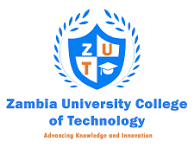 Z U
T
Zambia University College
of Technology
Advancing Knowledge and Innovation